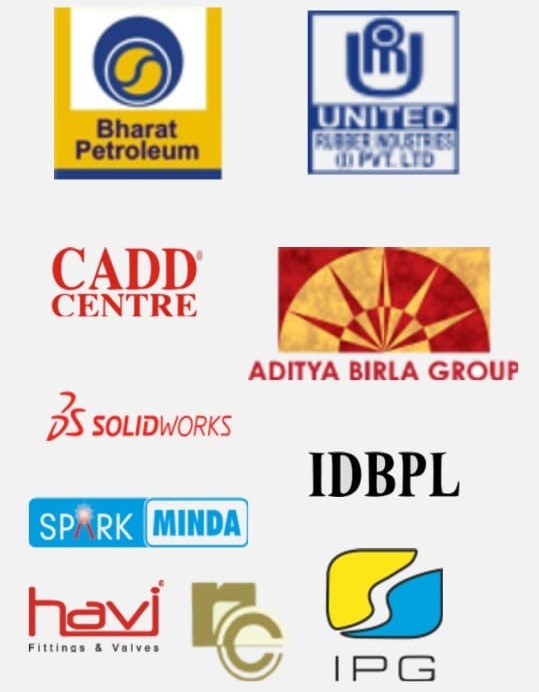 Bharat
Petroleum
UNITED
RUBBER INDUSTRIES
(I) PVT. LTD
CADD
CENTRE
ADITYA BIRLA GROUP
SOLIDWORKS
IDBPL
SPARK MINDA
havi
Fittings & Valves
rc
IPG